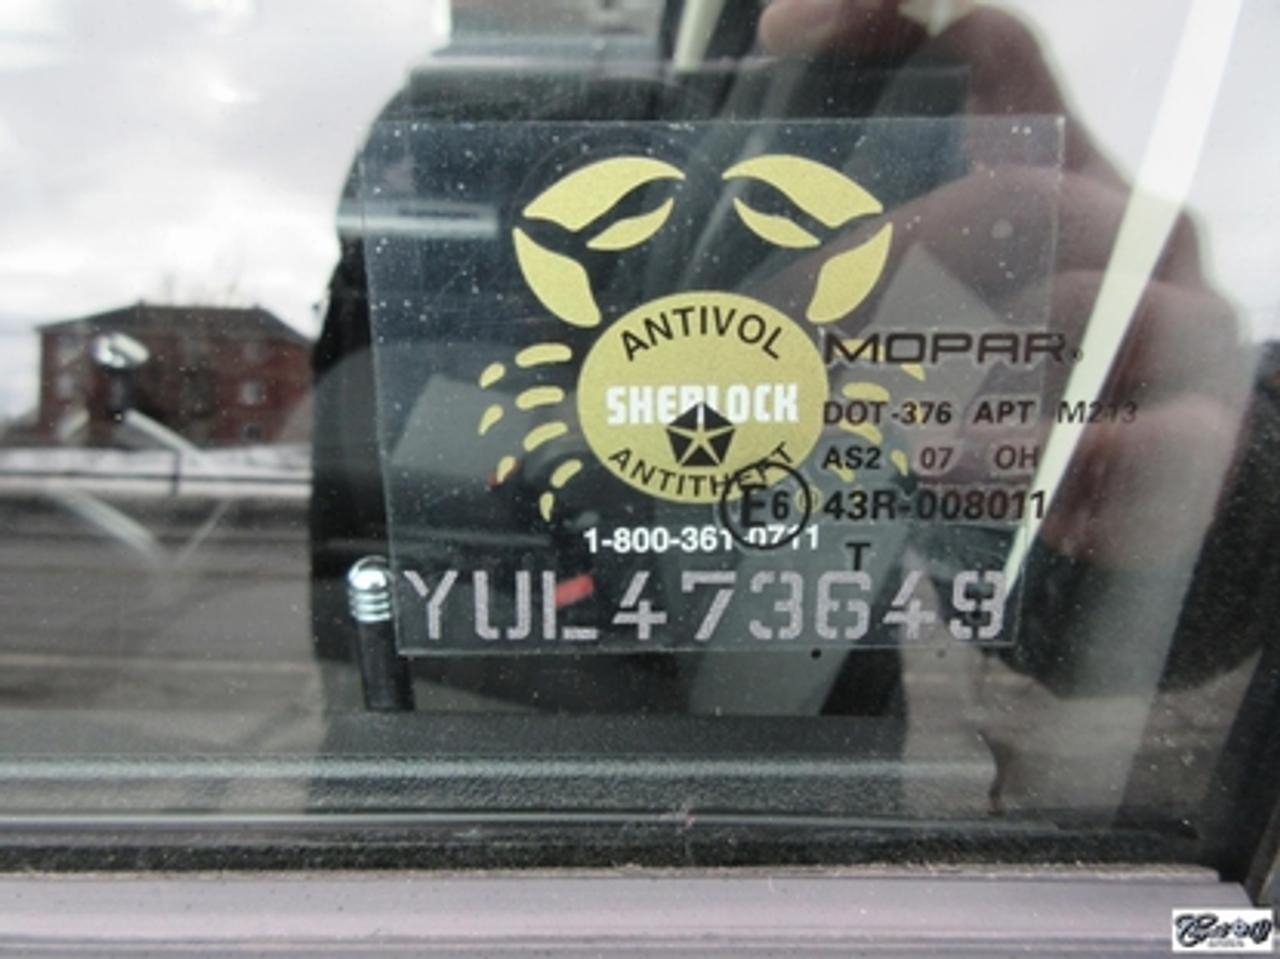 ANTIVOL
SHERLOCK
ANTITHEFT
MOPAR®
DOT-376 APT M213
AS2 07 OH
E6 43R-008011
1-800-361-0711
T
YUL473649